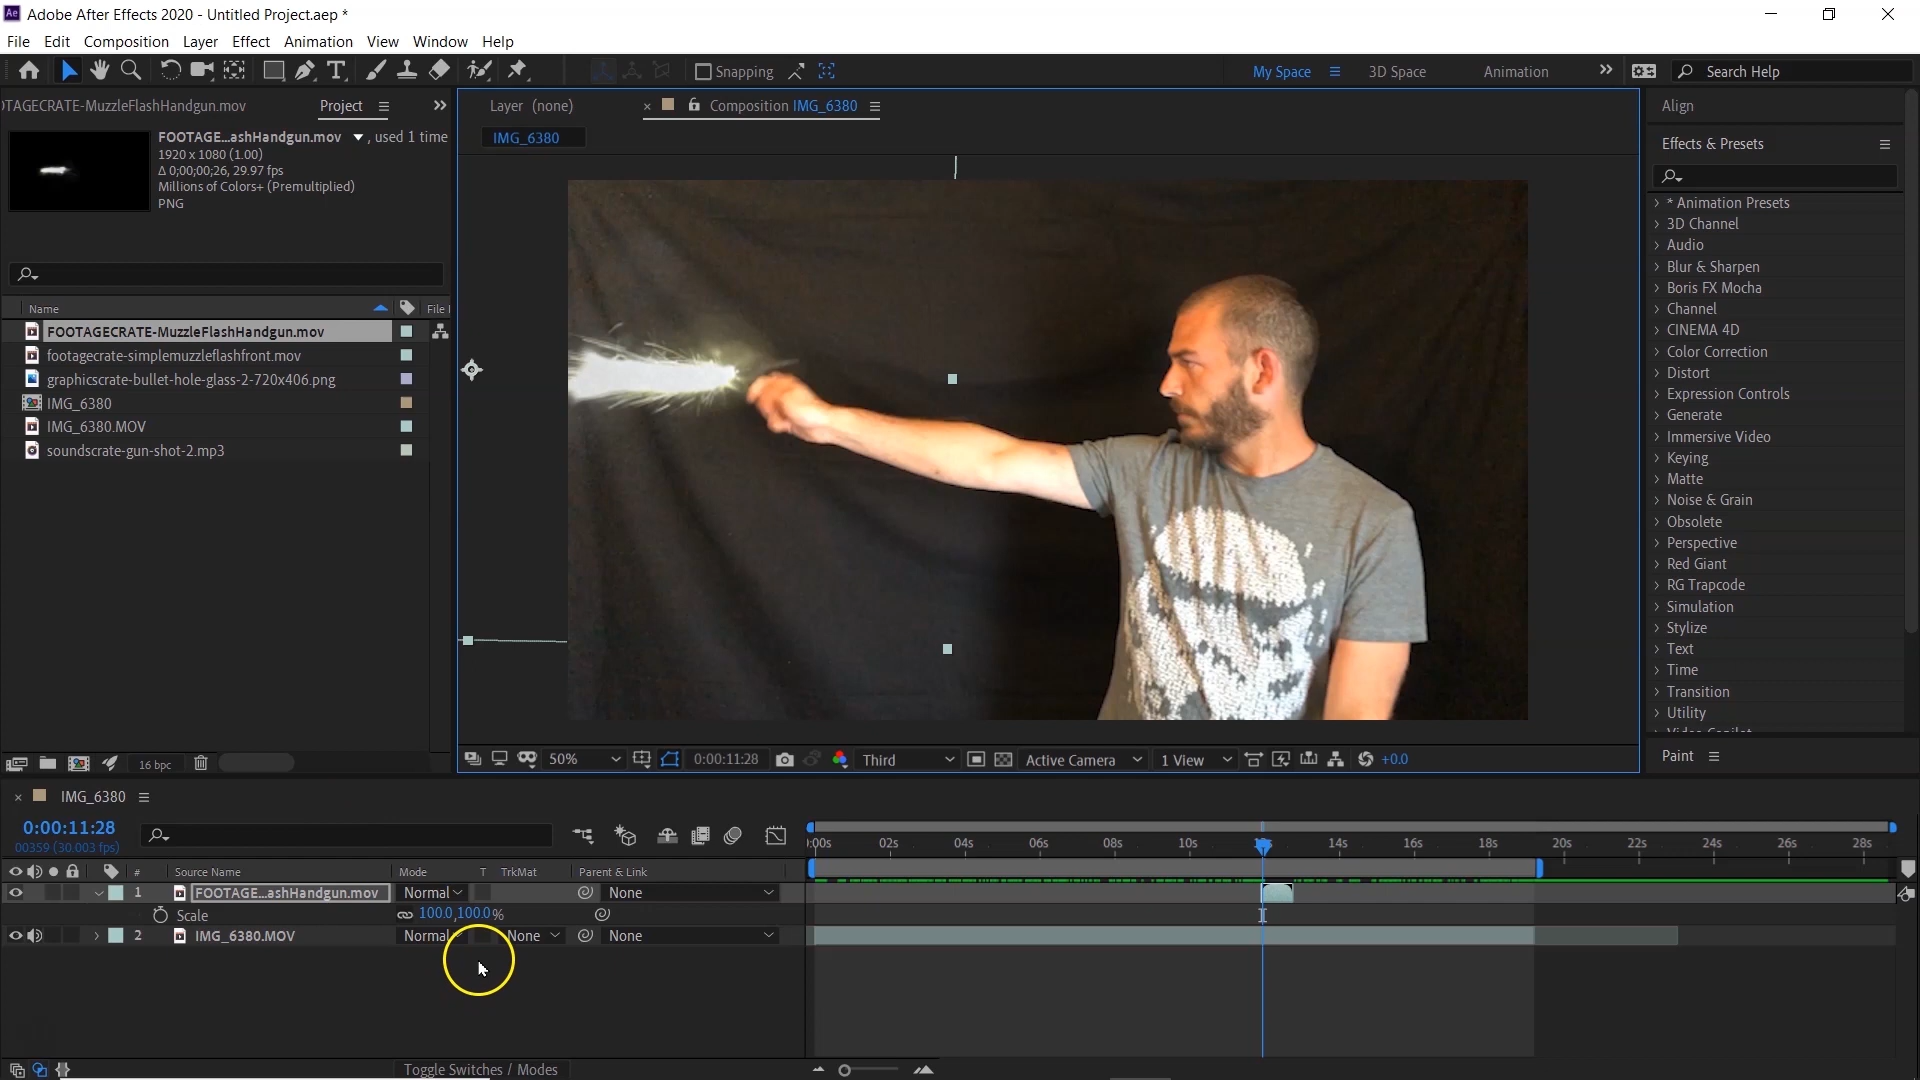 Ae Adobe After Effects 2020 - Untitled Project.aep *
File Edit Composition Layer Effect Animation View Window Help
Snapping My Space 3D Space Animation Search Help
OTAGECRATE-MuzzleFlashHandgun.mov Project
FOOTAGE...ashHandgun.mov , used 1 time
1920 x 1080 (1.00)
Δ 0;00;00;26, 29.97 fps
Millions of Colors+ (Premultiplied)
PNG
Name File
FOOTAGECRATE-MuzzleFlashHandgun.mov
footagecrate-simplemuzzleflashfront.mov
graphicscrate-bullet-hole-glass-2-720x406.png
IMG_6380
IMG_6380.MOV
soundscrate-gun-shot-2.mp3
16 bpc
Layer (none) × Composition IMG_6380
IMG_6380
50% 0:00:11:28 Third Active Camera 1 View +0.0
Align
Effects & Presets
* Animation Presets
3D Channel
Audio
Blur & Sharpen
Boris FX Mocha
Channel
CINEMA 4D
Color Correction
Distort
Expression Controls
Generate
Immersive Video
Keying
Matte
Noise & Grain
Obsolete
Perspective
Red Giant
RG Trapcode
Simulation
Stylize
Text
Time
Transition
Utility
Video Copilot
Paint
× IMG_6380
0:00:11:28
00359 (30.003 fps)
:00s 02s 04s 06s 08s 10s 14s 16s 18s 20s 22s 24s 26s 28s
# Source Name Mode T TrkMat Parent & Link
1 FOOTAGE...ashHandgun.mov Normal None
Scale 100.0,100.0%
2 IMG_6380.MOV Normal None None
Toggle Switches / Modes